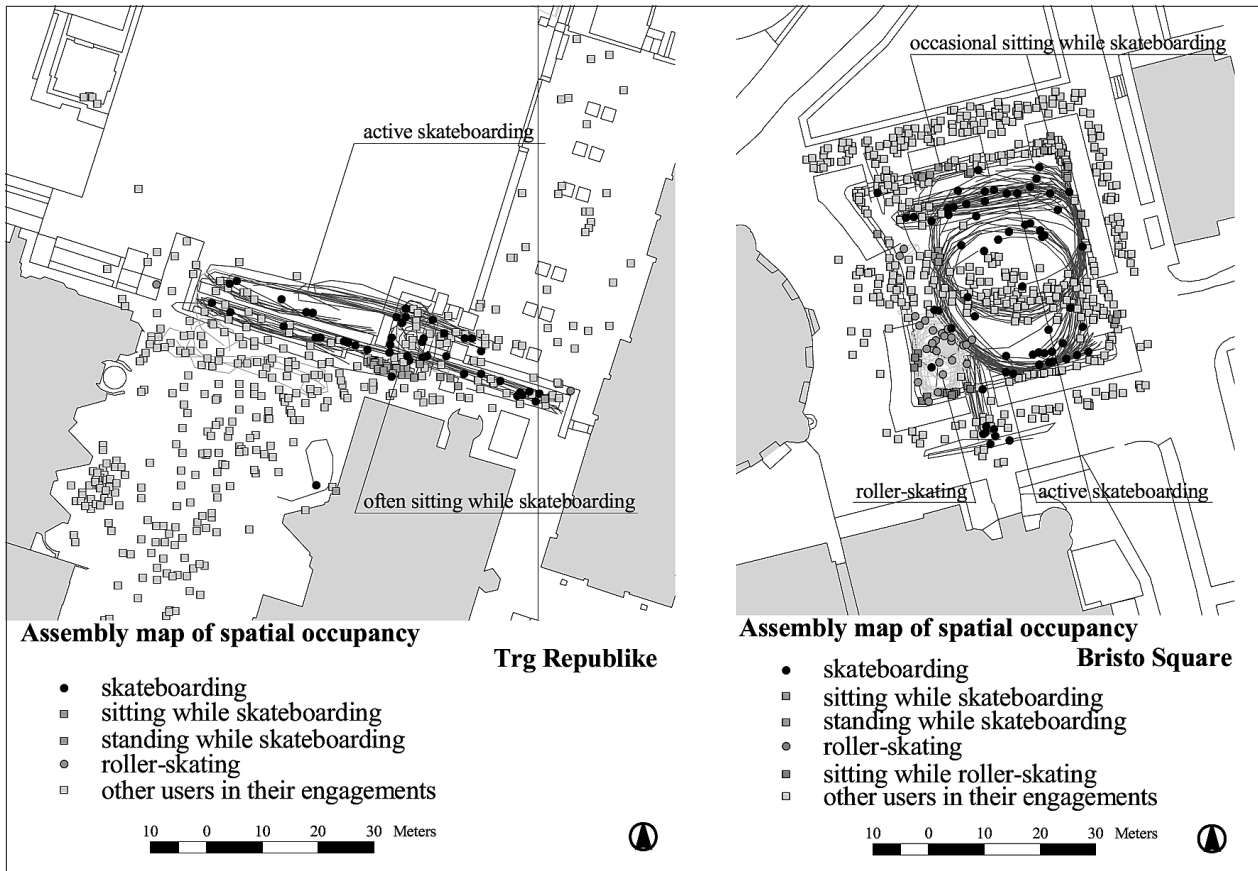 active skateboarding
often sitting while skateboarding
Assembly map of spatial occupancy
Trg Republike
skateboarding
sitting while skateboarding
standing while skateboarding
roller-skating
other users in their engagements
10 0 10 20 30 Meters
occasional sitting while skateboarding
roller-skating
active skateboarding
Assembly map of spatial occupancy
Bristo Square
skateboarding
sitting while skateboarding
standing while skateboarding
roller-skating
sitting while roller-skating
other users in their engagements
10 0 10 20 30 Meters